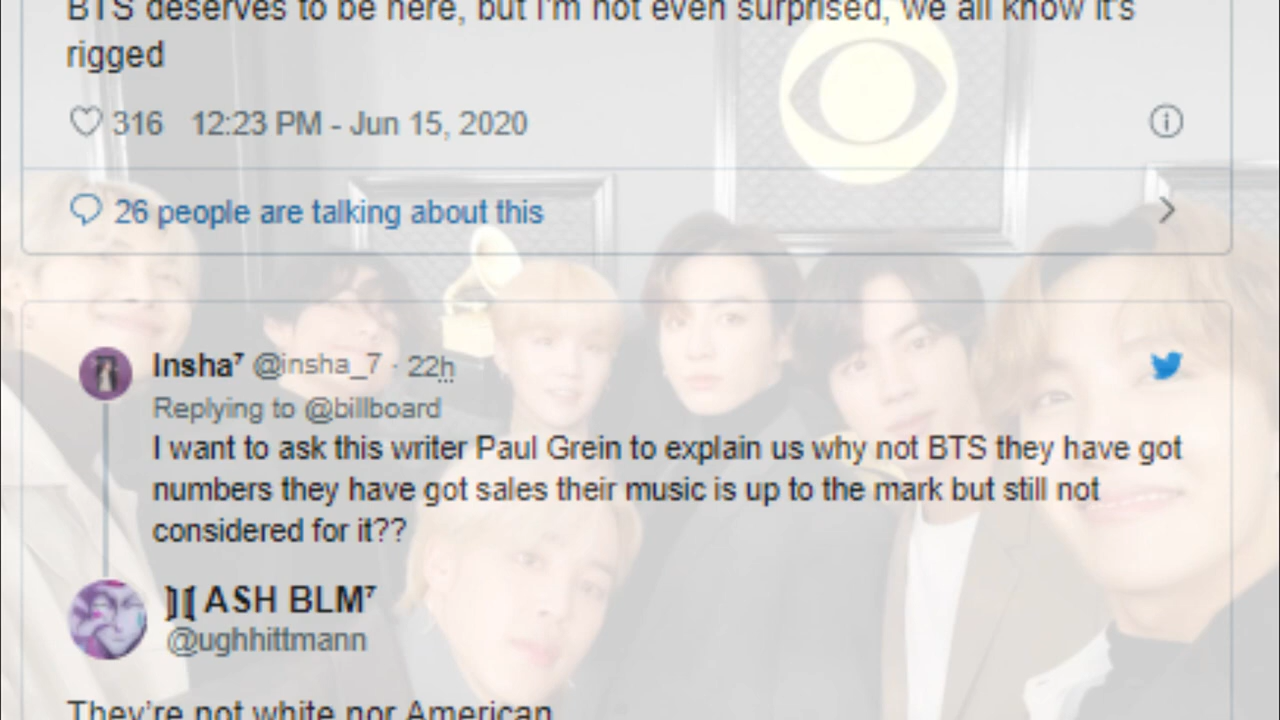 BTS deserves to be here, but I'm not even surprised, we all know it's
rigged
316 12:23 PM - Jun 15, 2020
26 people are talking about this
Insha⁷ @insha_7 · 22h
Replying to @billboard
I want to ask this writer Paul Grein to explain us why not BTS they have got
numbers they have got sales their music is up to the mark but still not
considered for it??
ASH BLM⁷
@ughhittmann
They're not white nor American